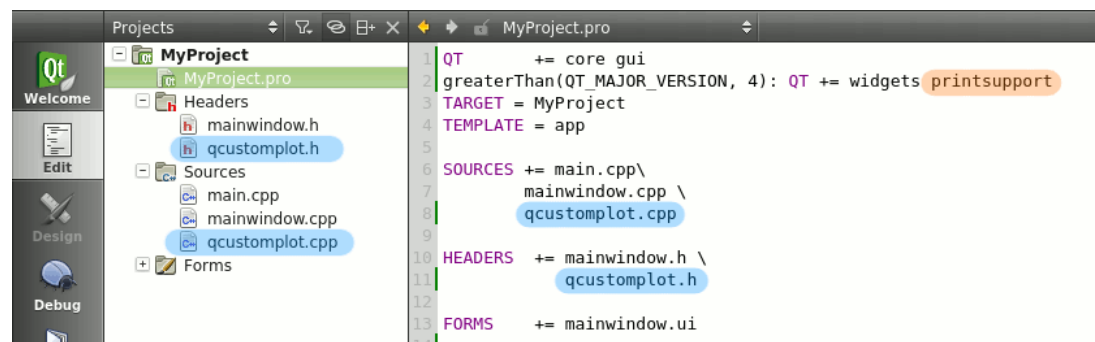 Projects
MyProject.pro
Qt
Welcome
Edit
Design
Debug
MyProject
MyProject.pro
Headers
mainwindow.h
qcustomplot.h
Sources
main.cpp
mainwindow.cpp
qcustomplot.cpp
Forms
1 QT += core gui
2 greaterThan(QT_MAJOR_VERSION, 4): QT += widgets printsupport
3 TARGET = MyProject
4 TEMPLATE = app
5
6 SOURCES += main.cpp\
7 mainwindow.cpp \
8 qcustomplot.cpp
9
10 HEADERS += mainwindow.h \
11 qcustomplot.h
12
13 FORMS += mainwindow.ui